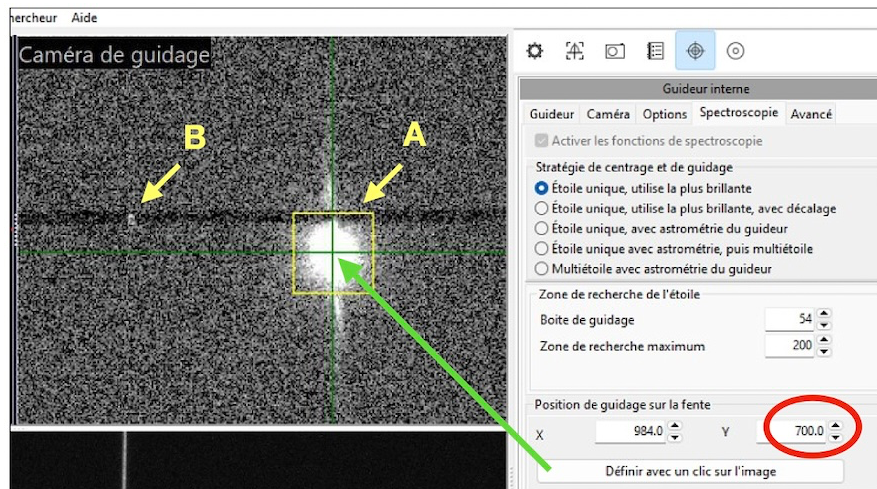 hercheur Aide
Caméra de guidage
B
A
Guideur interne
Guideur Caméra Options Spectroscopie Avancé
Activer les fonctions de spectroscopie
Stratégie de centrage et de guidage
Étoile unique, utilise la plus brillante
Étoile unique, utilise la plus brillante, avec décalage
Étoile unique, avec astrométrie du guideur
Étoile unique avec astrométrie, puis multiétoile
Multiétoile avec astrométrie du guideur
Zone de recherche de l'étoile
Boite de guidage 54
Zone de recherche maximum 200
Position de guidage sur la fente
X 984.0 Y 700.0
Définir avec un clic sur l'image